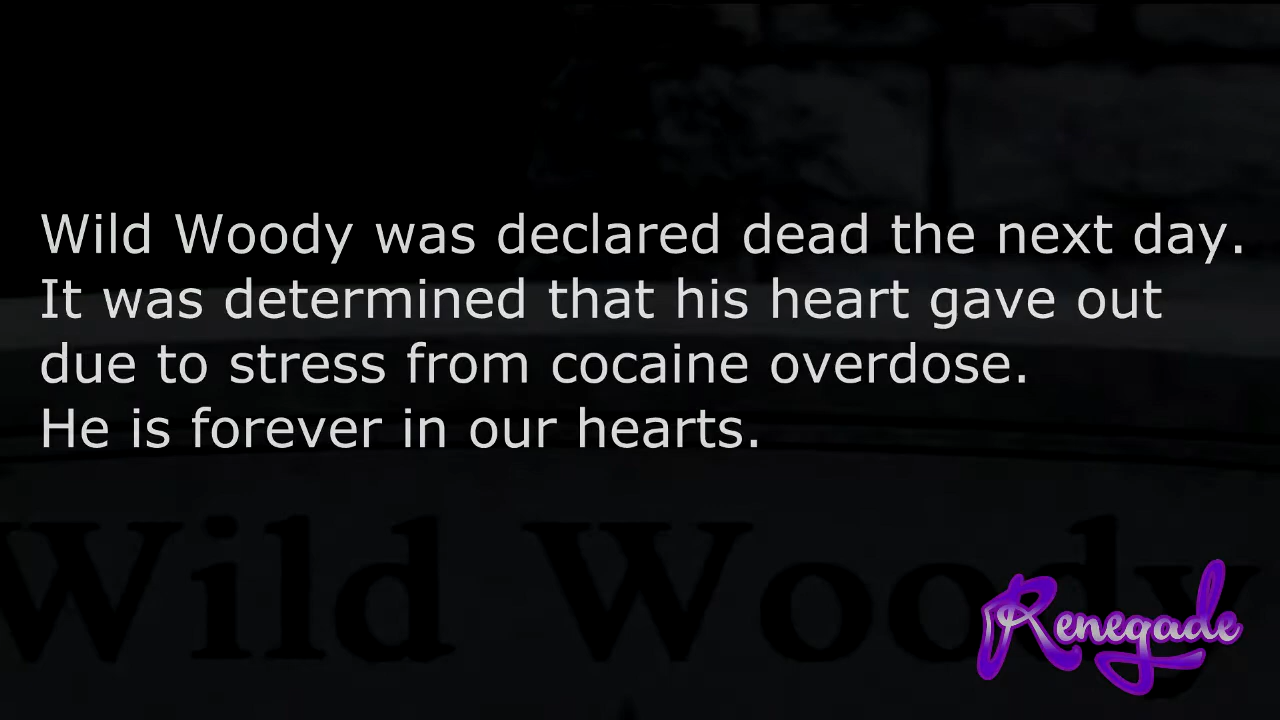 Wild Woody was declared dead the next day.
It was determined that his heart gave out
due to stress from cocaine overdose.
He is forever in our hearts.
Wild Woody
Renegade